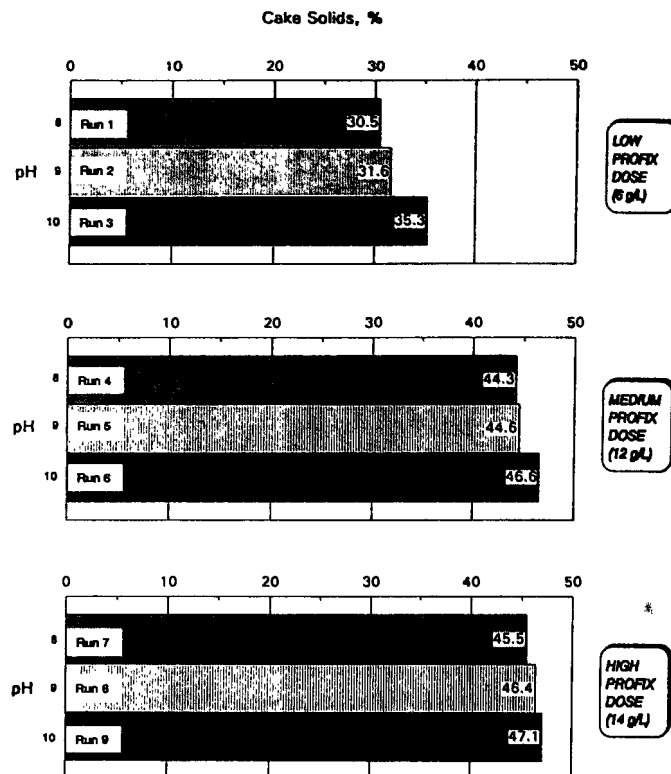 Cake Solids, %
0 10 20 30 40 50
8 Run 1 30.5
pH 9 Run 2 31.6
10 Run 3 35.3
LOW
PROFIX
DOSE
(6 g/L)
0 10 20 30 40 50
8 Run 4 44.3
pH 9 Run 5 44.6
10 Run 6 46.6
MEDIUM
PROFIX
DOSE
(12 g/L)
0 10 20 30 40 50
8 Run 7 45.5
pH 9 Run 8 46.4
10 Run 9 47.1
*
HIGH
PROFIX
DOSE
(14 g/L)